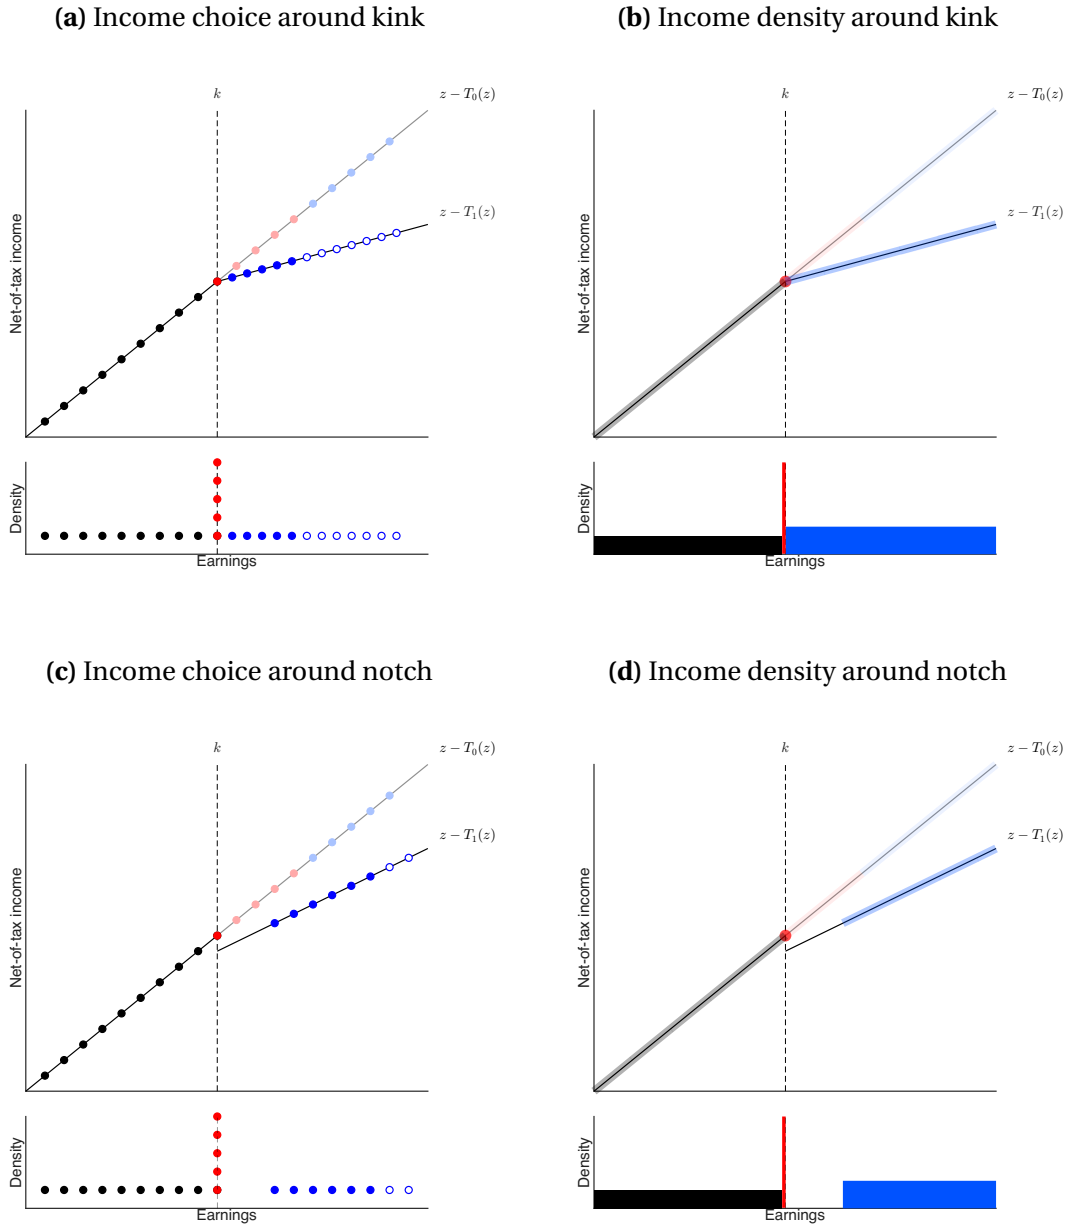 (a) Income choice around kink
k
z − T₀(z)
z − T₁(z)
Net-of-tax income
Density
Earnings
(b) Income density around kink
k
z − T₀(z)
z − T₁(z)
Net-of-tax income
Density
Earnings
(c) Income choice around notch
k
z − T₀(z)
z − T₁(z)
Net-of-tax income
Density
Earnings
(d) Income density around notch
k
z − T₀(z)
z − T₁(z)
Net-of-tax income
Density
Earnings